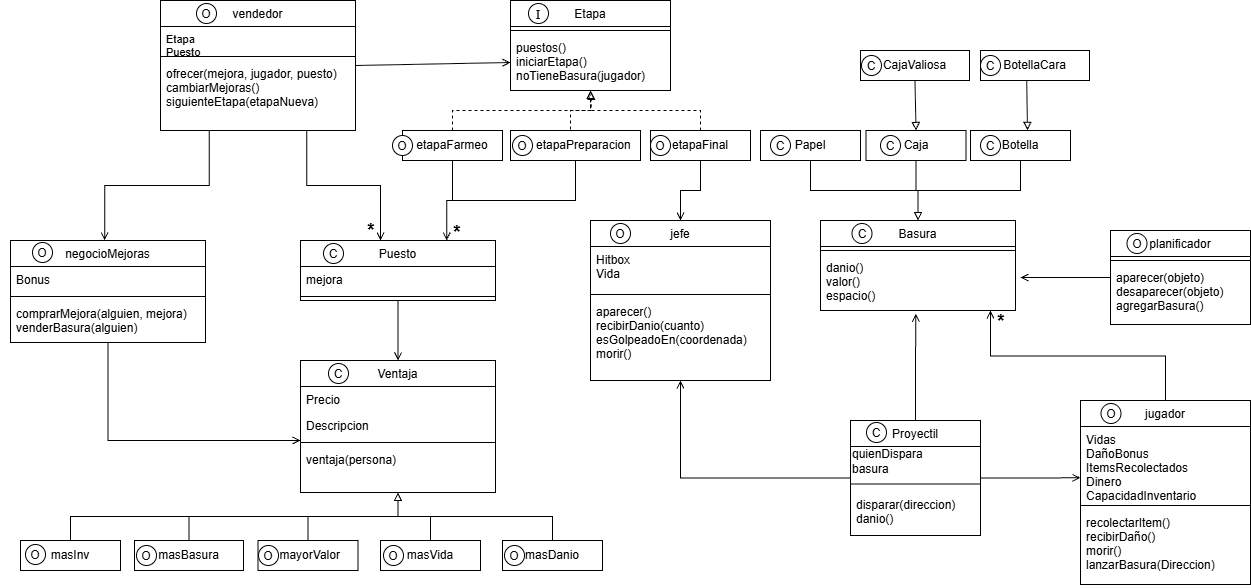 O vendedor
Etapa
Puesto
ofrecer(mejora, jugador, puesto)
cambiarMejoras()
siguienteEtapa(etapaNueva)
I Etapa
puestos()
iniciarEtapa()
noTieneBasura(jugador)
C CajaValiosa
C BotellaCara
O etapaFarmeo
O etapaPreparacion
O etapaFinal
C Papel
C Caja
C Botella
*
*
O negocioMejoras
Bonus
comprarMejora(alguien, mejora)
venderBasura(alguien)
C Puesto
mejora
O jefe
Hitbox
Vida
aparecer()
recibirDanio(cuanto)
esGolpeadoEn(coordenada)
morir()
C Basura
danio()
valor()
espacio()
*
O planificador
aparecer(objeto)
desaparecer(objeto)
agregarBasura()
C Ventaja
Precio
Descripcion
ventaja(persona)
C Proyectil
quienDispara
basura
disparar(direccion)
danio()
O jugador
Vidas
DañoBonus
ItemsRecolectados
Dinero
CapacidadInventario
recolectarItem()
recibirDaño()
morir()
lanzarBasura(Direccion)
O masInv
O masBasura
O mayorValor
O masVida
O masDanio